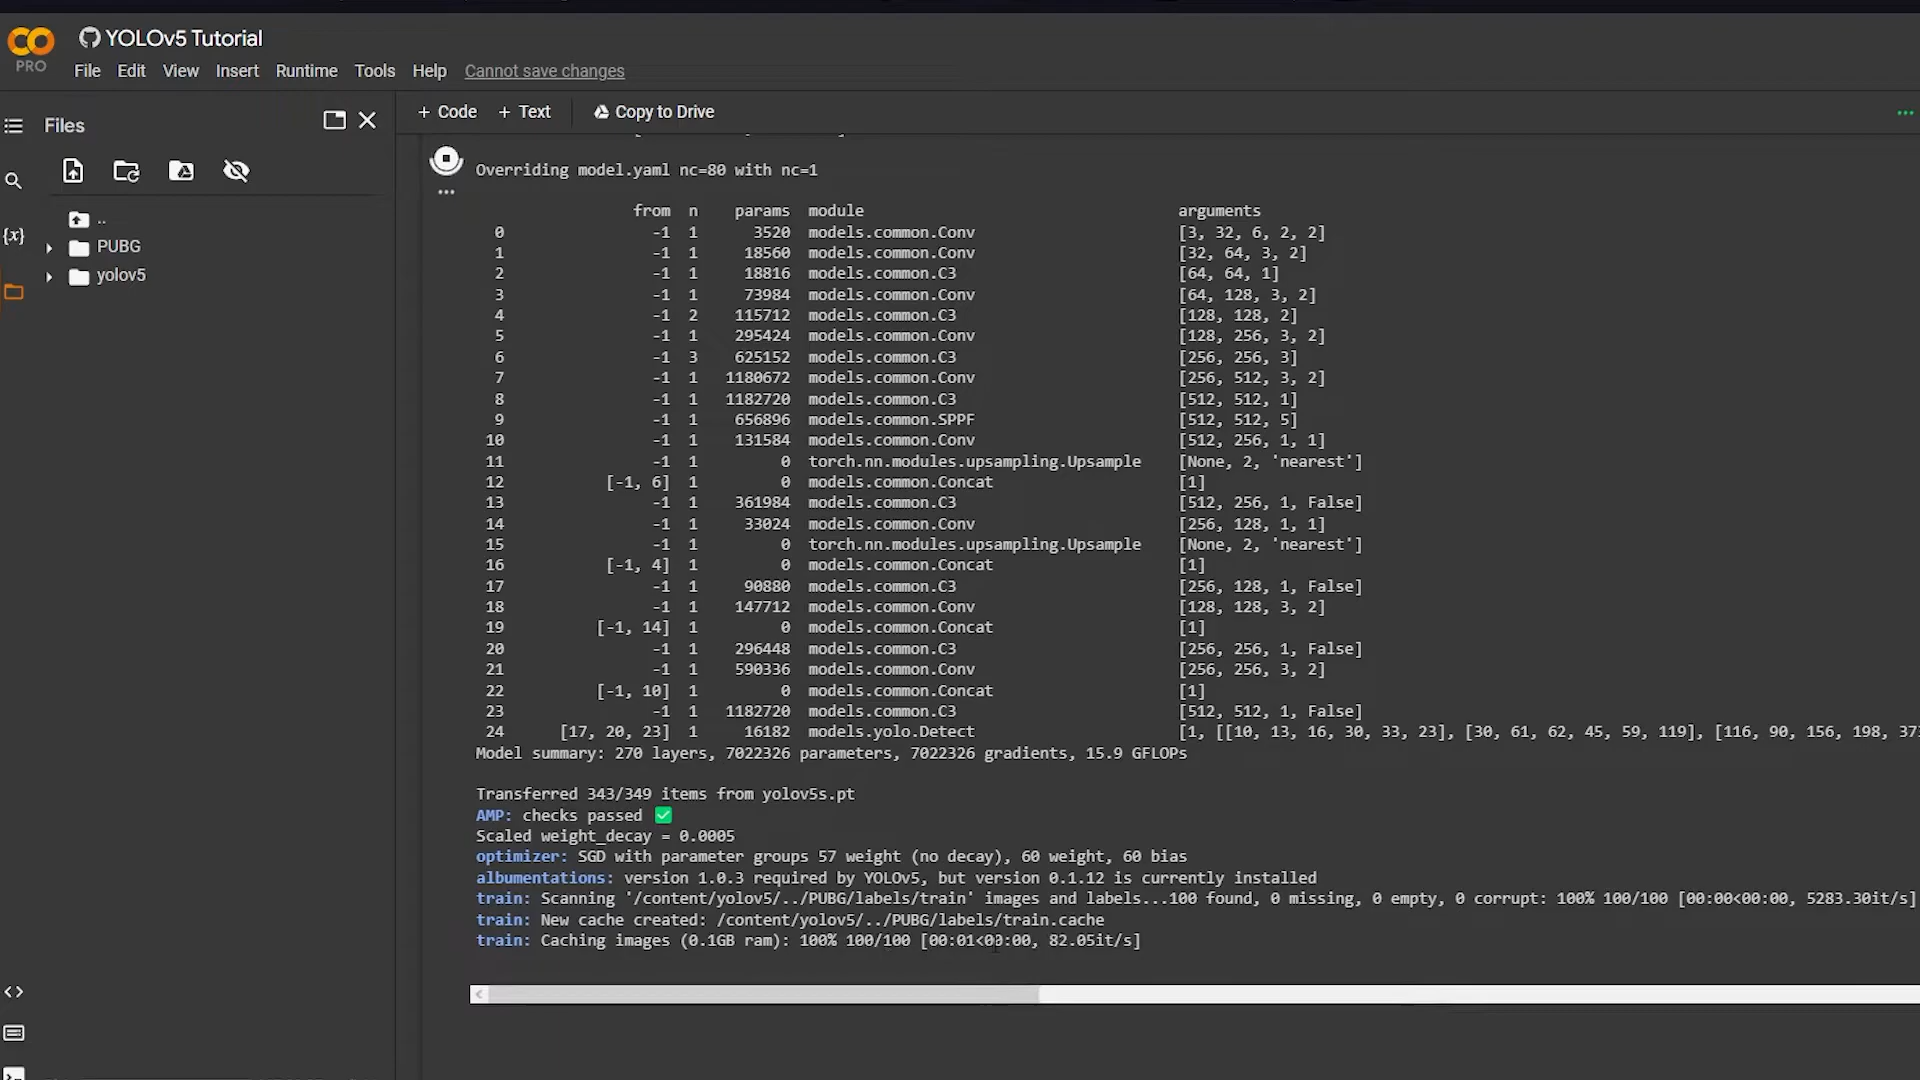 YOLOv5 Tutorial
PRO
File Edit View Insert Runtime Tools Help Cannot save changes
Files
+ Code + Text Copy to Drive
..
PUBG
yolov5
{x}
Overriding model.yaml nc=80 with nc=1
from n params module arguments
0 -1 1 3520 models.common.Conv [3, 32, 6, 2, 2]
1 -1 1 18560 models.common.Conv [32, 64, 3, 2]
2 -1 1 18816 models.common.C3 [64, 64, 1]
3 -1 1 73984 models.common.Conv [64, 128, 3, 2]
4 -1 2 115712 models.common.C3 [128, 128, 2]
5 -1 1 295424 models.common.Conv [128, 256, 3, 2]
6 -1 3 625152 models.common.C3 [256, 256, 3]
7 -1 1 1180672 models.common.Conv [256, 512, 3, 2]
8 -1 1 1182720 models.common.C3 [512, 512, 1]
9 -1 1 656896 models.common.SPPF [512, 512, 5]
10 -1 1 131584 models.common.Conv [512, 256, 1, 1]
11 -1 1 0 torch.nn.modules.upsampling.Upsample [None, 2, 'nearest']
12 [-1, 6] 1 0 models.common.Concat [1]
13 -1 1 361984 models.common.C3 [512, 256, 1, False]
14 -1 1 33024 models.common.Conv [256, 128, 1, 1]
15 -1 1 0 torch.nn.modules.upsampling.Upsample [None, 2, 'nearest']
16 [-1, 4] 1 0 models.common.Concat [1]
17 -1 1 90880 models.common.C3 [256, 128, 1, False]
18 -1 1 147712 models.common.Conv [128, 128, 3, 2]
19 [-1, 14] 1 0 models.common.Concat [1]
20 -1 1 296448 models.common.C3 [256, 256, 1, False]
21 -1 1 590336 models.common.Conv [256, 256, 3, 2]
22 [-1, 10] 1 0 models.common.Concat [1]
23 -1 1 1182720 models.common.C3 [512, 512, 1, False]
24 [17, 20, 23] 1 16182 models.yolo.Detect [1, [[10, 13, 16, 30, 33, 23], [30, 61, 62, 45, 59, 119], [116, 90, 156, 198, 373
Model summary: 270 layers, 7022326 parameters, 7022326 gradients, 15.9 GFLOPs
Transferred 343/349 items from yolov5s.pt
AMP: checks passed ✅
Scaled weight_decay = 0.0005
optimizer: SGD with parameter groups 57 weight (no decay), 60 weight, 60 bias
albumentations: version 1.0.3 required by YOLOv5, but version 0.1.12 is currently installed
train: Scanning '/content/yolov5/../PUBG/labels/train' images and labels...100 found, 0 missing, 0 empty, 0 corrupt: 100% 100/100 [00:00<00:00, 5283.30it/s]
train: New cache created: /content/yolov5/../PUBG/labels/train.cache
train: Caching images (0.1GB ram): 100% 100/100 [00:01<00:00, 82.05it/s]